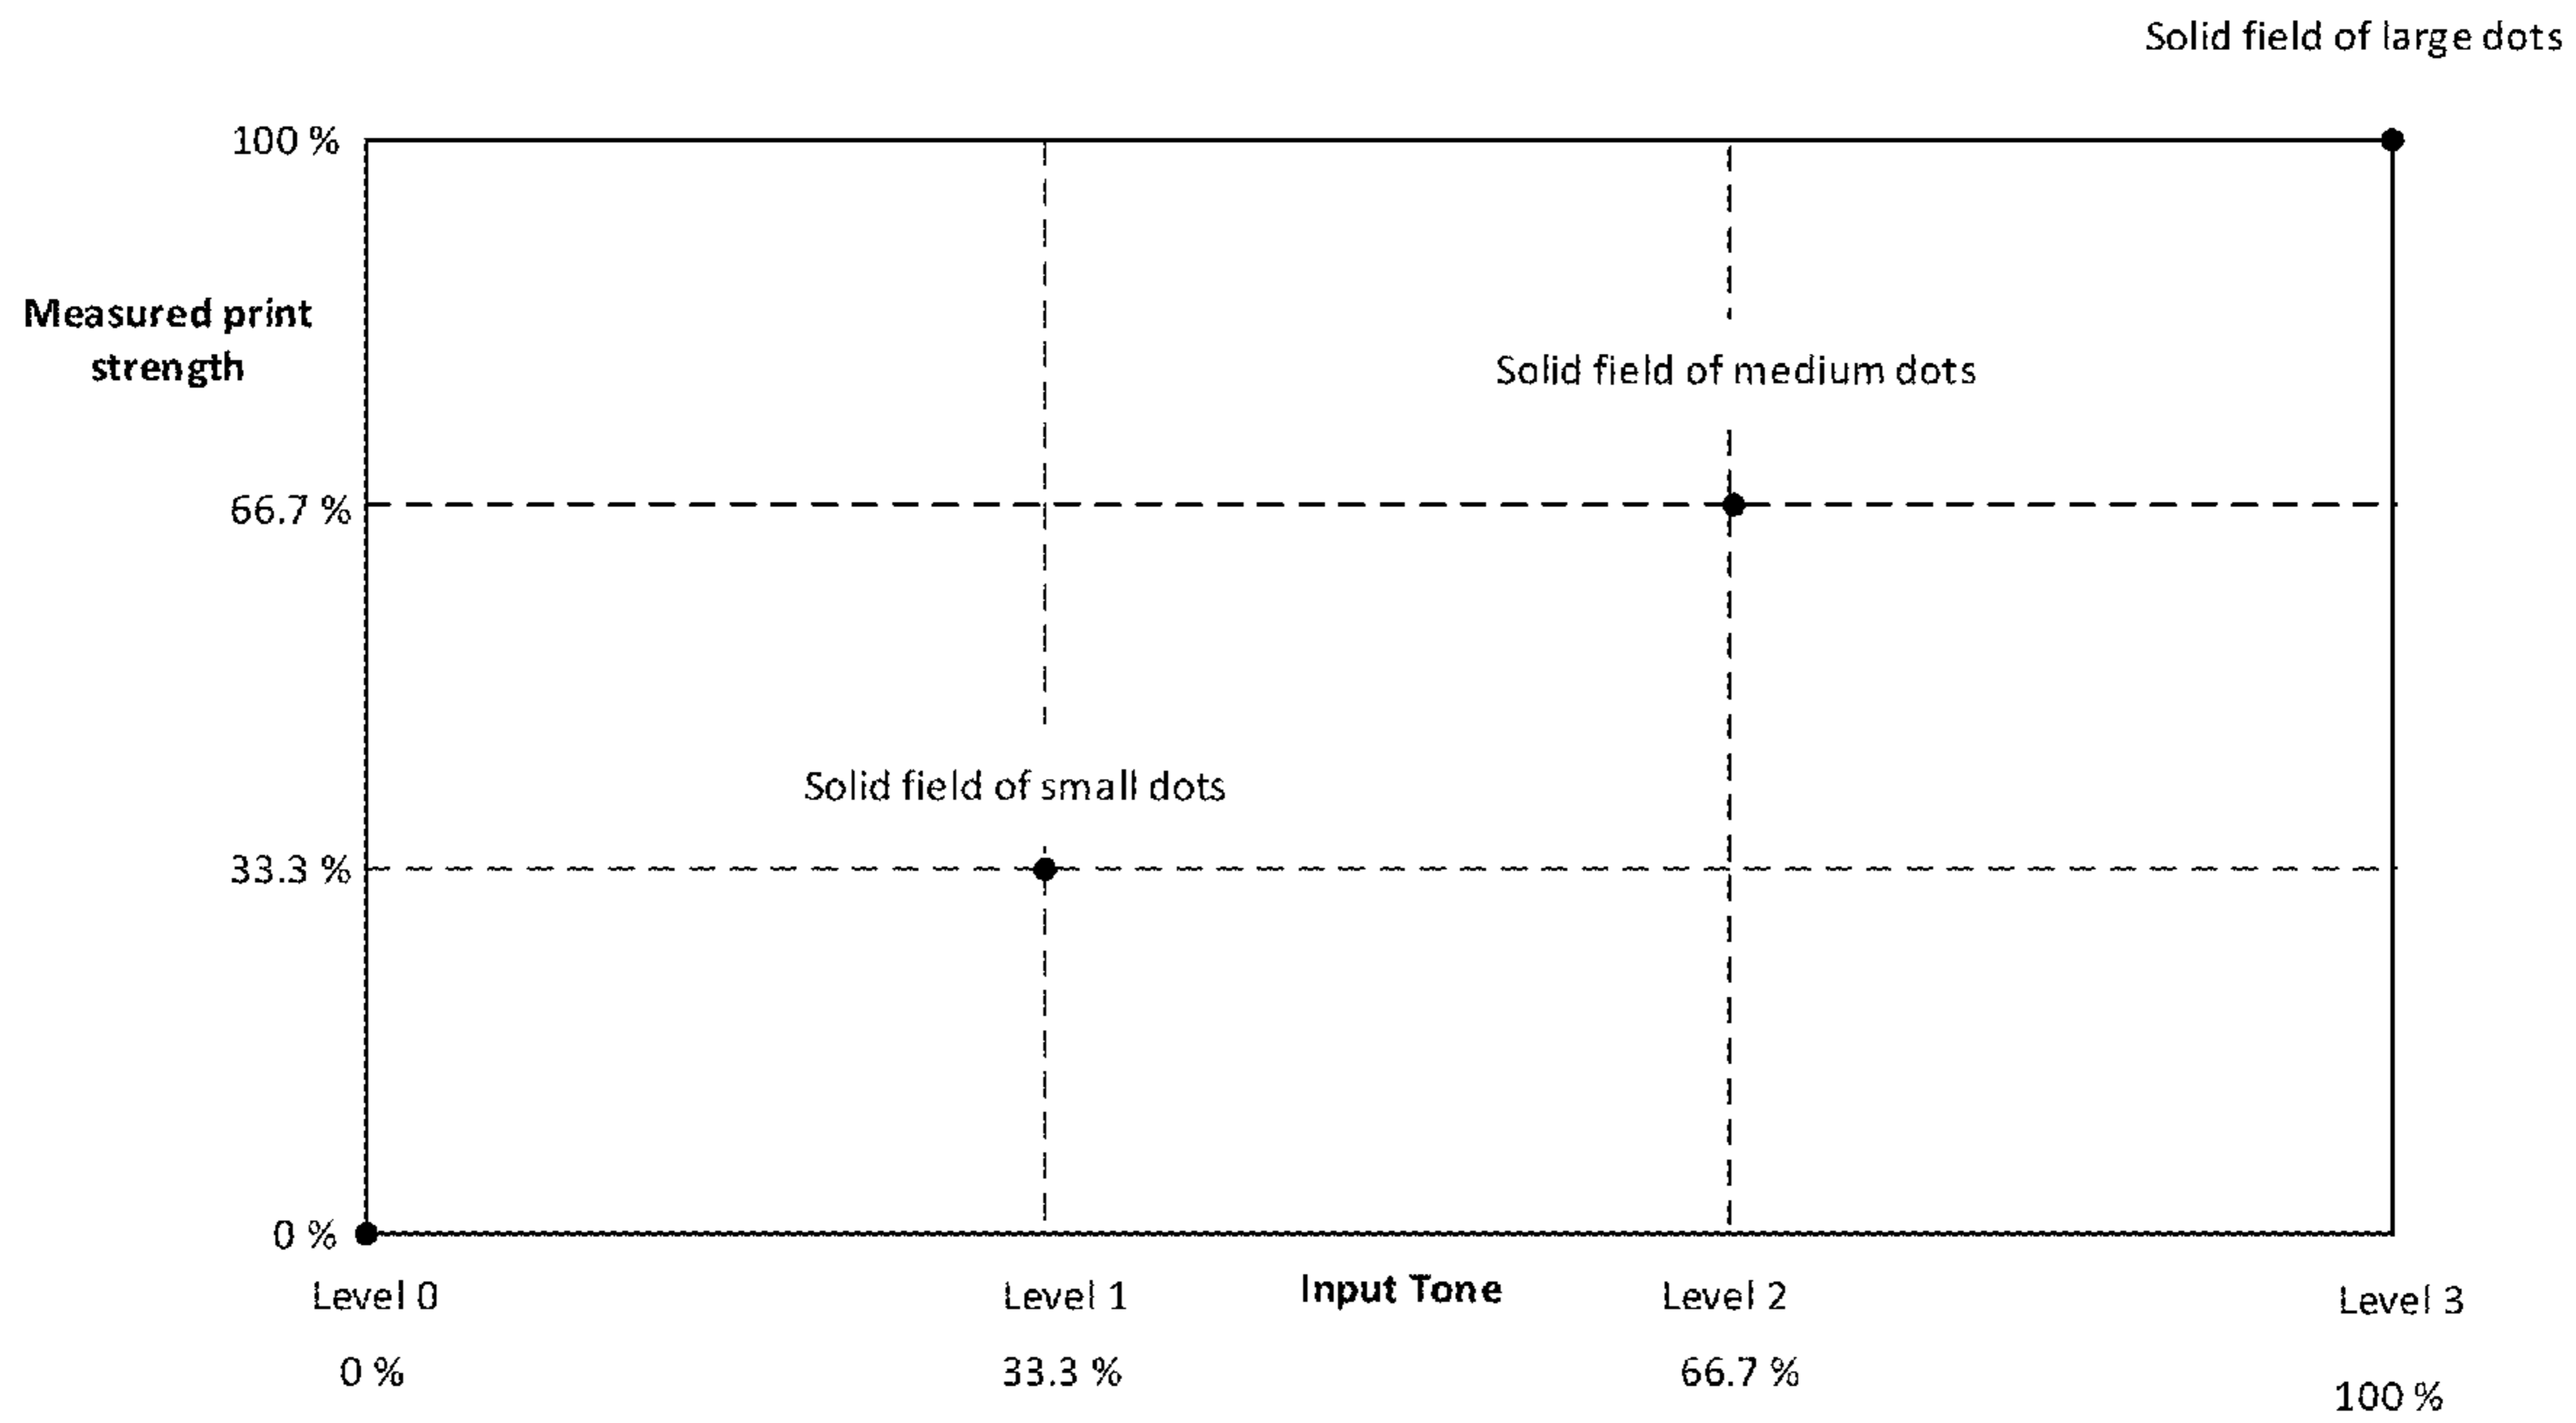 Solid field of large dots
100 %
Measured print
strength
Solid field of medium dots
66.7 %
Solid field of small dots
33.3 %
0 %
Level 0
Level 1
Input Tone
Level 2
Level 3
0 %
33.3 %
66.7 %
100 %